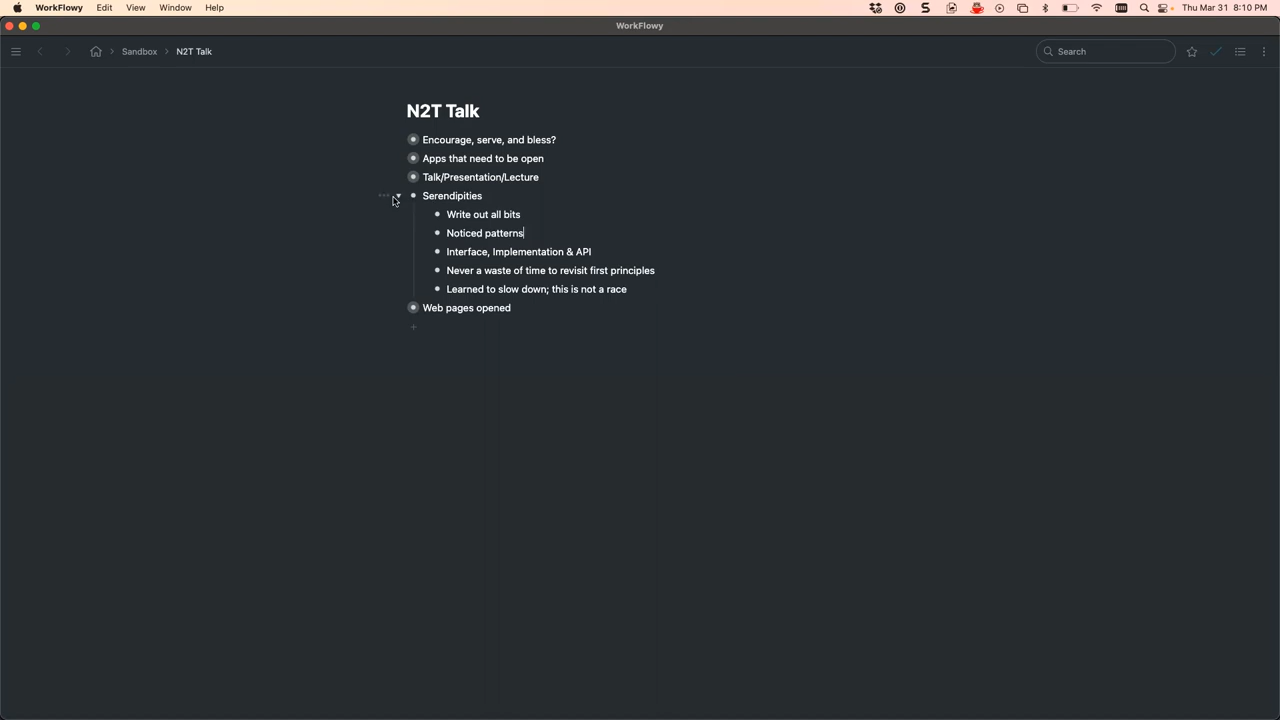 WorkFlowy Edit View Window Help Thu Mar 31 8:10 PM
WorkFlowy
Sandbox N2T Talk Search
N2T Talk
Encourage, serve, and bless?
Apps that need to be open
Talk/Presentation/Lecture
Serendipities
Write out all bits
Noticed patterns
Interface, Implementation & API
Never a waste of time to revisit first principles
Learned to slow down; this is not a race
Web pages opened